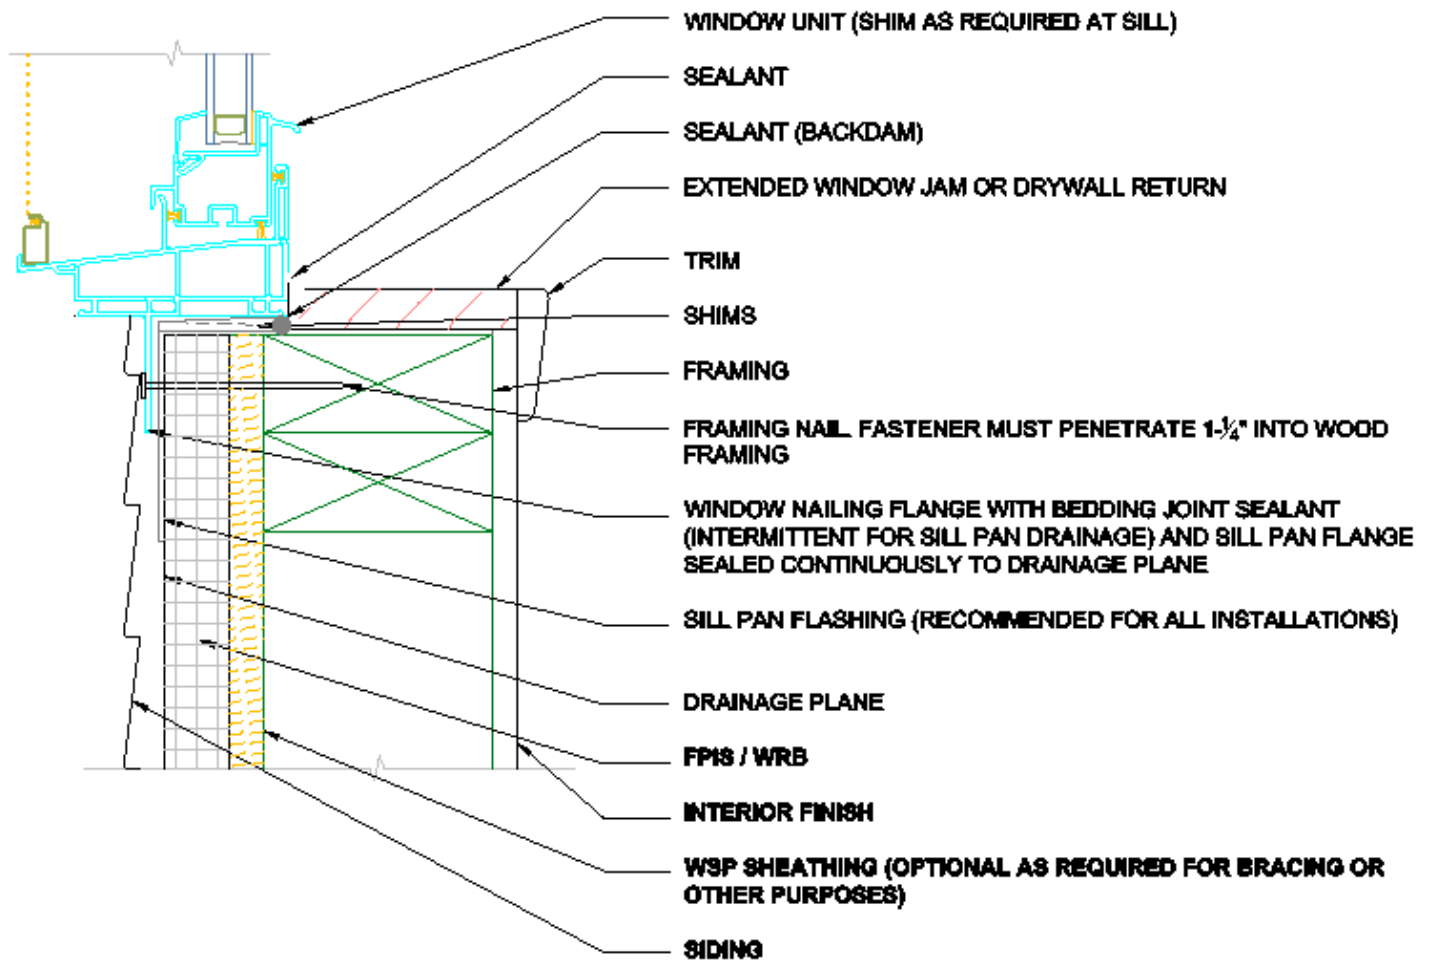 WINDOW UNIT (SHIM AS REQUIRED AT SILL)
SEALANT
SEALANT (BACKDAM)
EXTENDED WINDOW JAM OR DRYWALL RETURN
TRIM
SHIMS
FRAMING
FRAMING NAIL FASTENER MUST PENETRATE 1-¼" INTO WOOD
FRAMING
WINDOW NAILING FLANGE WITH BEDDING JOINT SEALANT
(INTERMITTENT FOR SILL PAN DRAINAGE) AND SILL PAN FLANGE
SEALED CONTINUOUSLY TO DRAINAGE PLANE
SILL PAN FLASHING (RECOMMENDED FOR ALL INSTALLATIONS)
DRAINAGE PLANE
FPIS / WRB
INTERIOR FINISH
WSP SHEATHING (OPTIONAL AS REQUIRED FOR BRACING OR
OTHER PURPOSES)
SIDING